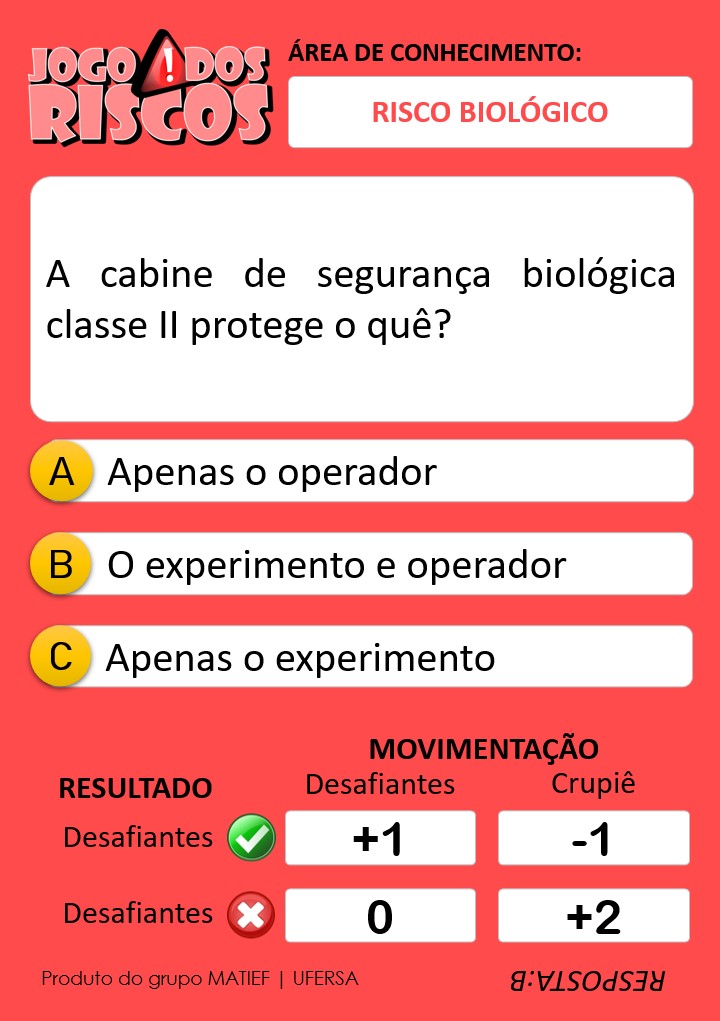 JOGO DOS
RISCOS
ÁREA DE CONHECIMENTO:
RISCO BIOLÓGICO
A cabine de segurança biológica
classe II protege o quê?
A Apenas o operador
B O experimento e operador
C Apenas o experimento
MOVIMENTAÇÃO
RESULTADO Desafiantes Crupiê
Desafiantes +1 -1
Desafiantes 0 +2
Produto do grupo MATIEF | UFERSA
RESPOSTA:B